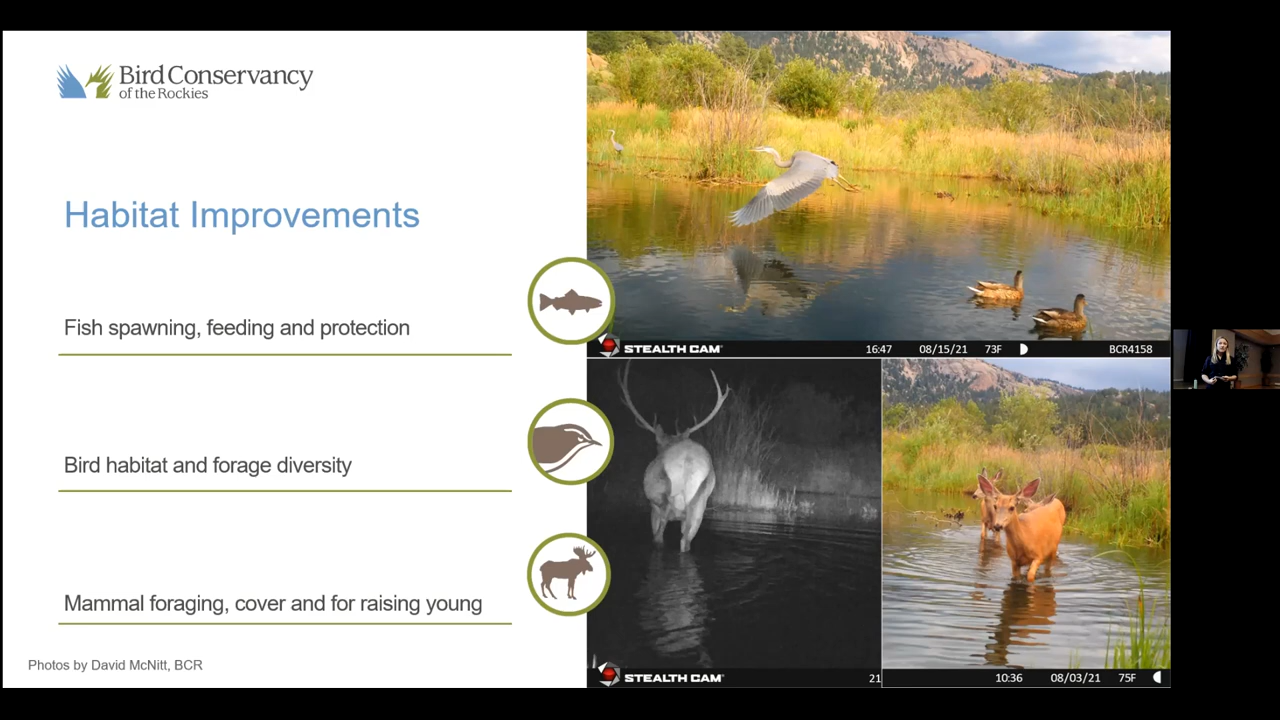 Bird Conservancy
of the Rockies
Habitat Improvements
Fish spawning, feeding and protection
Bird habitat and forage diversity
Mammal foraging, cover and for raising young
Photos by David McNitt, BCR
STEALTH CAM 16:47 08/15/21 73F BCR4158
STEALTH CAM 21
10:36 08/03/21 75F